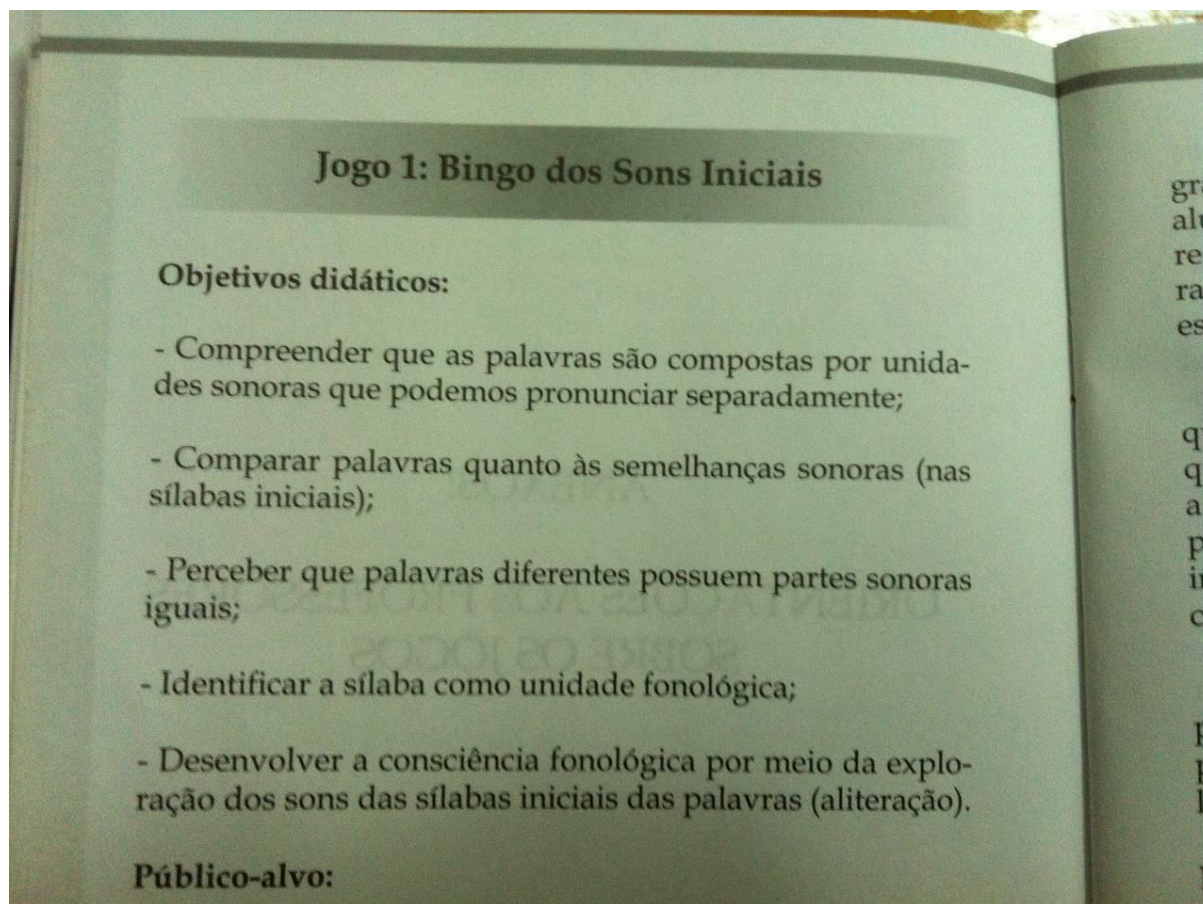 Jogo 1: Bingo dos Sons Iniciais
Objetivos didáticos:
- Compreender que as palavras são compostas por unida-
des sonoras que podemos pronunciar separadamente;
- Comparar palavras quanto às semelhanças sonoras (nas
sílabas iniciais);
- Perceber que palavras diferentes possuem partes sonoras
iguais;
- Identificar a sílaba como unidade fonológica;
- Desenvolver a consciência fonológica por meio da explo-
ração dos sons das sílabas iniciais das palavras (aliteração).
Público-alvo: